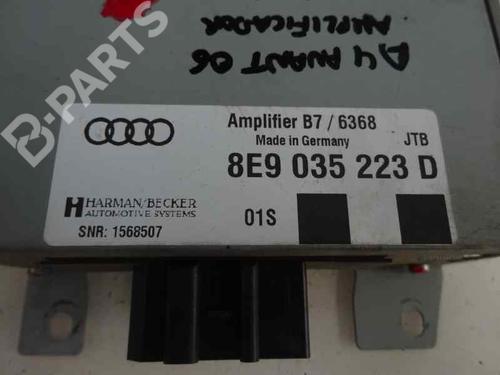 A4 AVANT 06
AMPLIFICADOR
B-PARTS
Amplifier B7 / 6368
Made in Germany
JTB
8E9 035 223 D
HARMAN/BECKER
AUTOMOTIVE SYSTEMS
01S
SNR: 1568507